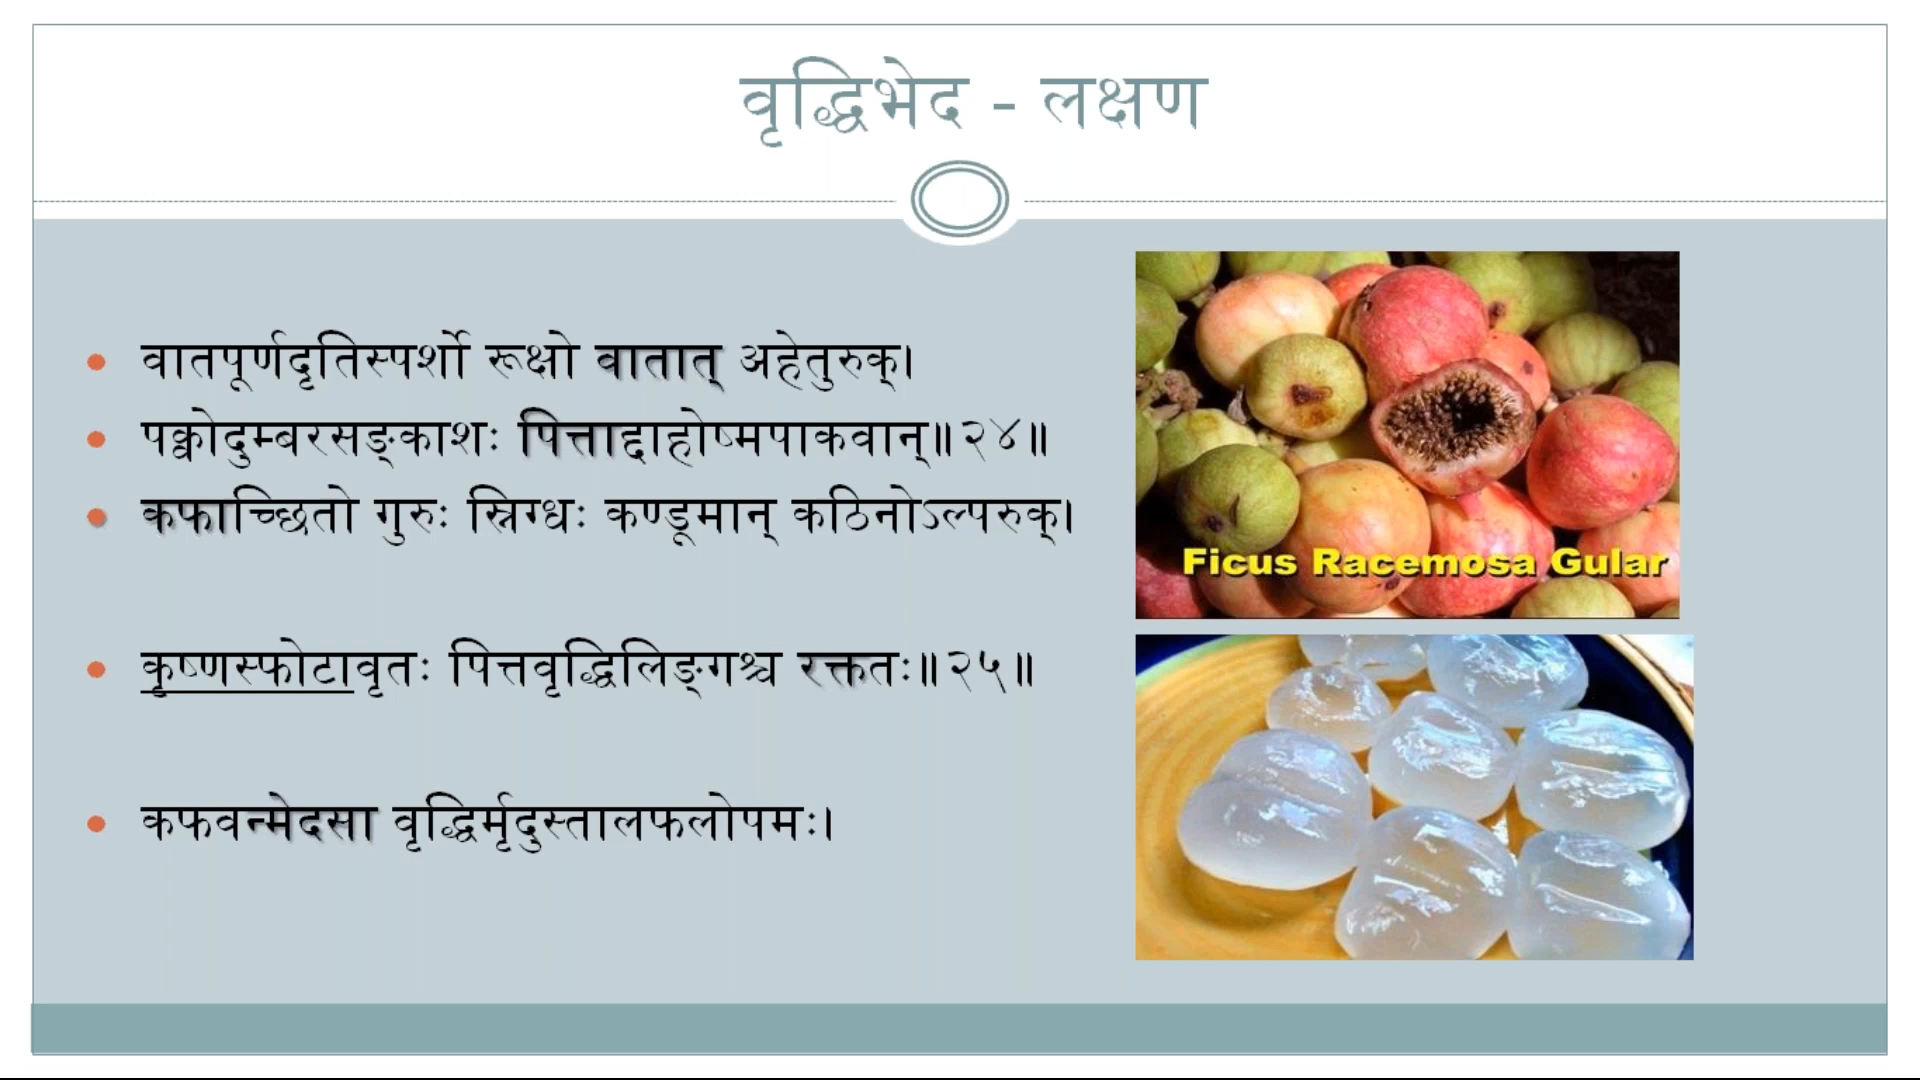 वृद्धिभेद - लक्षण
वातपूर्णदृतिस्पर्शो रूक्षो वातात् अहेतुरुक्।
पक्वोदुम्बरसङ्काशः पित्ताद्दाहोष्मपाकवान्॥२४॥
कफाच्छितो गुरुः स्निग्धः कण्डूमान् कठिनोऽल्परुक्।
कृष्णस्फोटावृतः पित्तवृद्धिलिङ्गश्च रक्ततः॥२५॥
कफवन्मेदसा वृद्धिर्मृदुस्तालफलोपमः।
Ficus Racemosa Gular